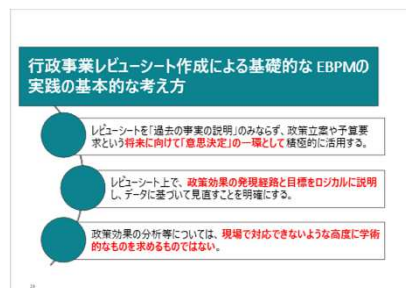 行政事業レビューシート作成による基礎的な EBPMの
実践の基本的な考え方
レビューシートを「過去の事実の説明」のみならず、政策立案や予算要
求という将来に向けて「意思決定」の一環として積極的に活用する。
レビューシート上で、政策効果の発現経路と目標をロジカルに説明
し、データに基づいて見直すことを明確にする。
政策効果の分析等については、現場で対応できないような高度に学術
的なものを求めるものではない。